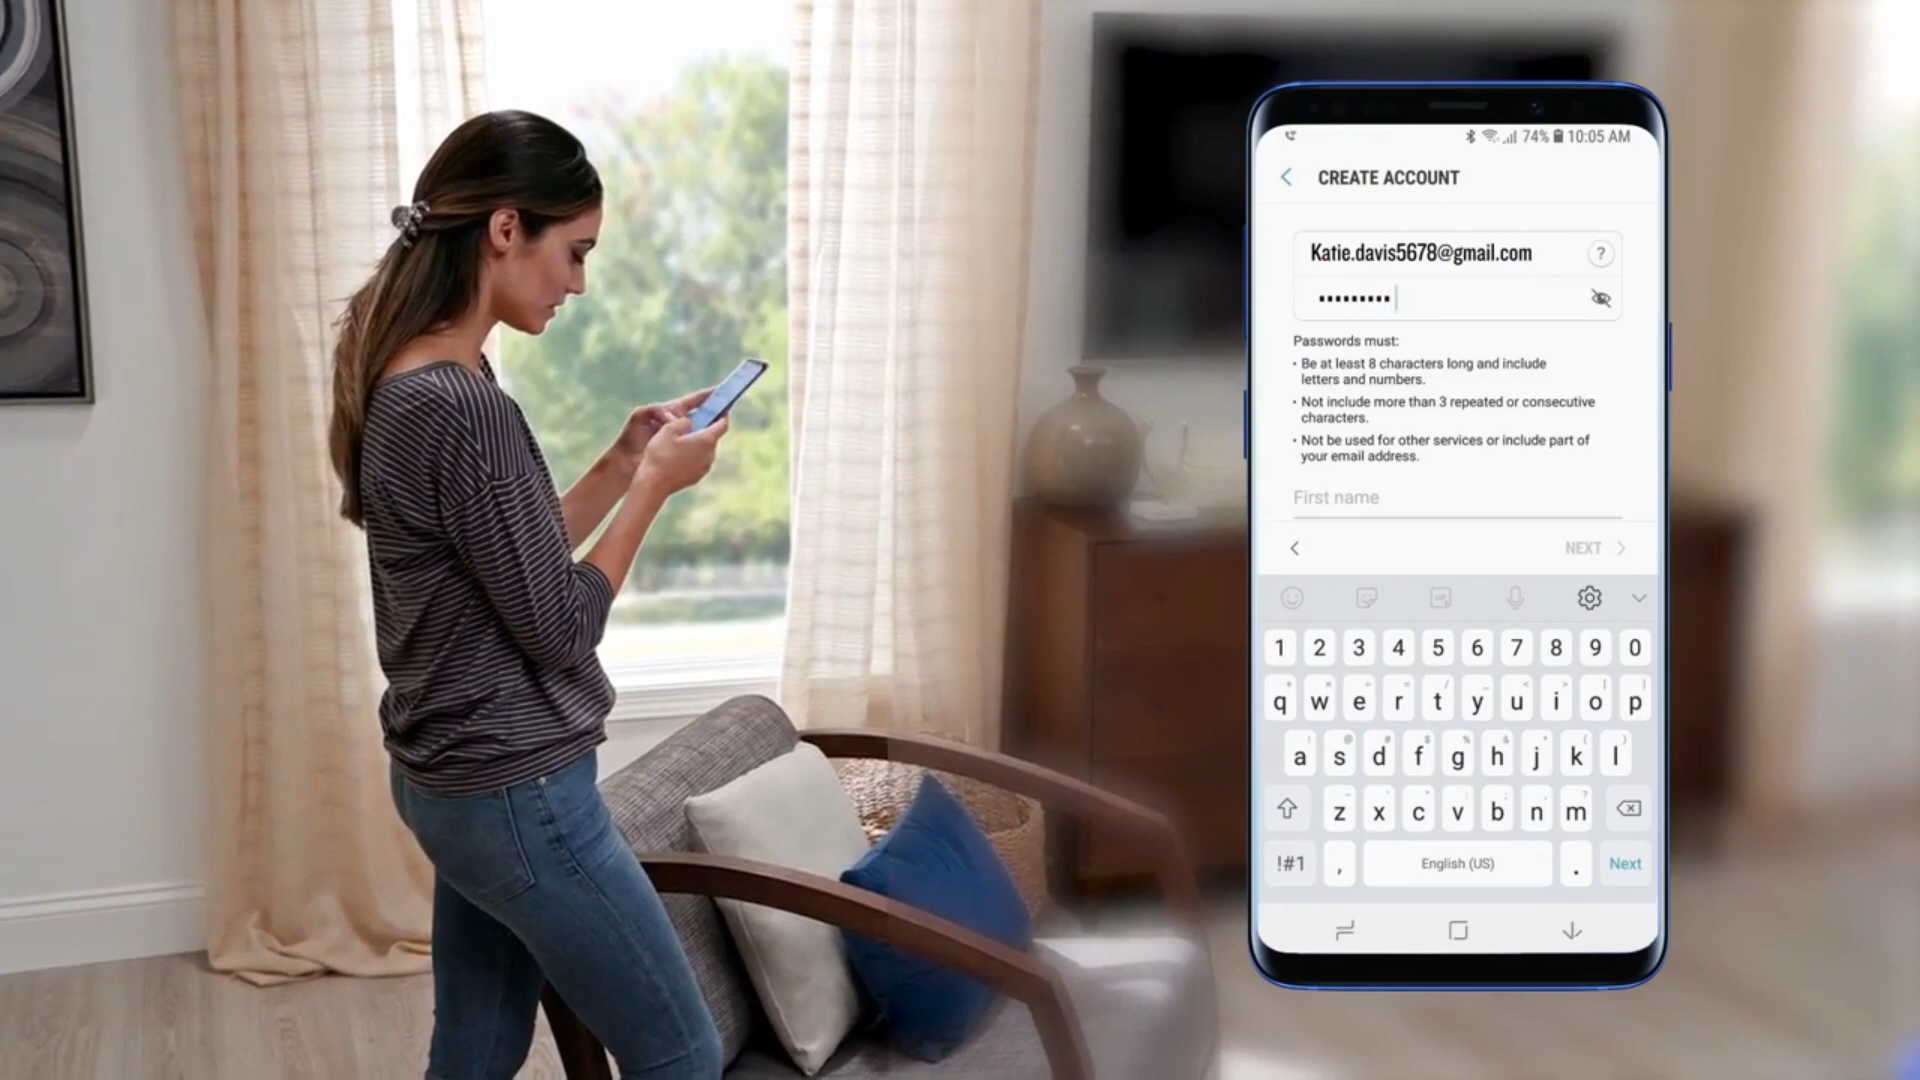 74% 10:05 AM
CREATE ACCOUNT
Katie.davis5678@gmail.com
?
•••••••••
Passwords must:
• Be at least 8 characters long and include
letters and numbers.
• Not include more than 3 repeated or consecutive
characters.
• Not be used for other services or include part of
your email address.
First name
NEXT
1 2 3 4 5 6 7 8 9 0
q w e r t y u i o p
a s d f g h j k l
z x c v b n m
!#1 , English (US) . Next